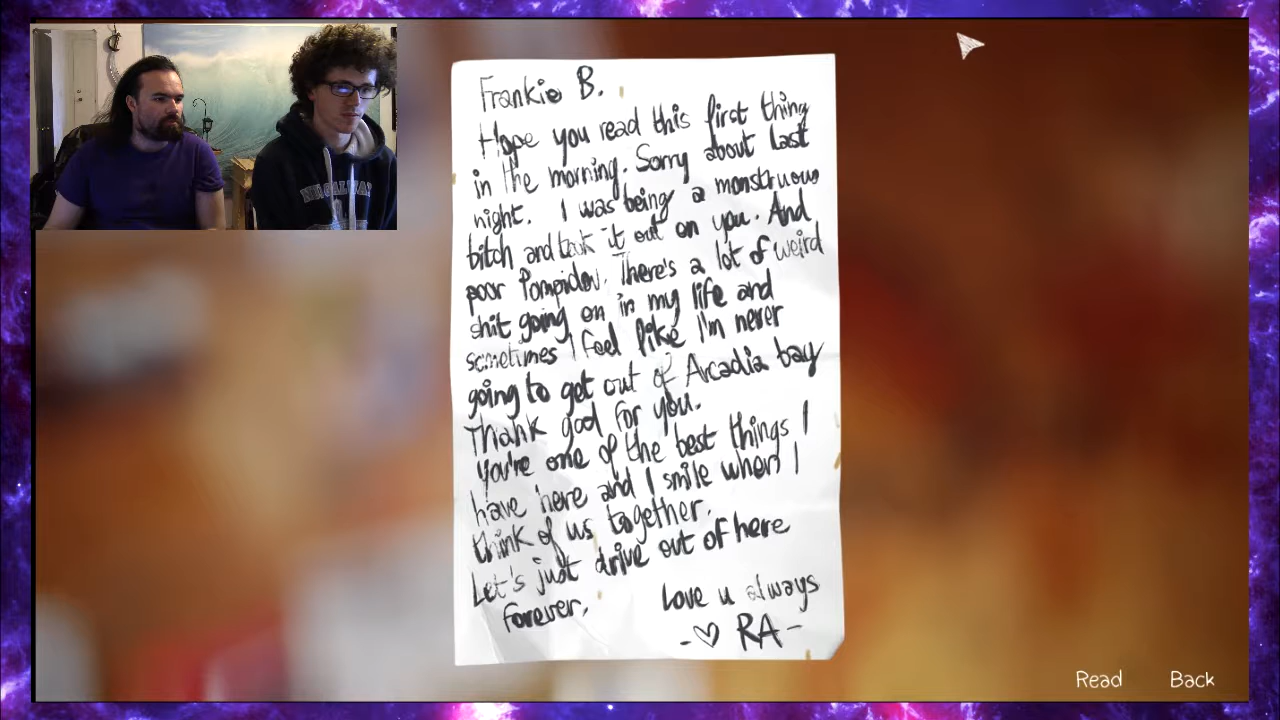 Frankie B.
Hope you read this first thing
in the morning. Sorry about last
night. I was being a monstruous
bitch and took it out on you. And
poor Pompidou. There's a lot of weird
shit going on in my life and
sometimes I feel like I'm never
going to get out of Arcadia bay
Thank god for you.
You're one of the best things I
have here and I smile when I
think of us together.
Let's just drive out of here
forever.
Love u always
-♡ RA-
Read
Back